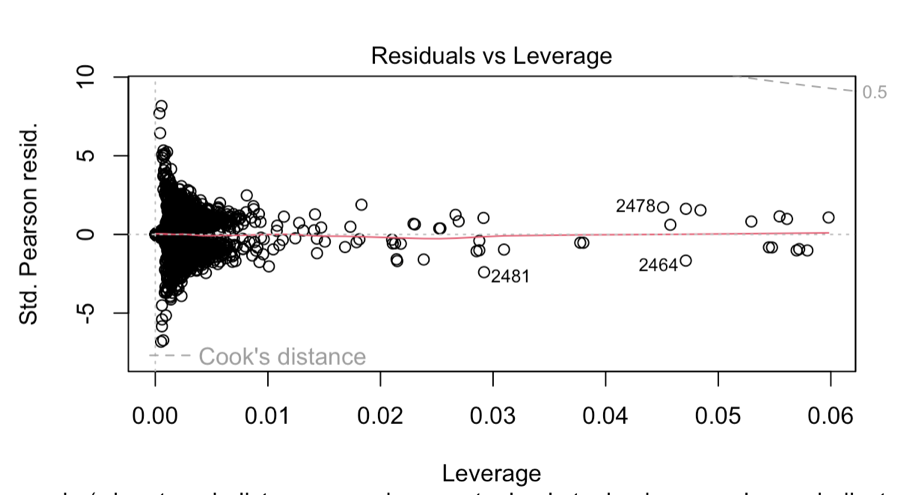 Residuals vs Leverage
Std. Pearson resid.
10
5
0
-5
0.5
2478
2464
2481
Cook's distance
0.00 0.01 0.02 0.03 0.04 0.05 0.06
Leverage